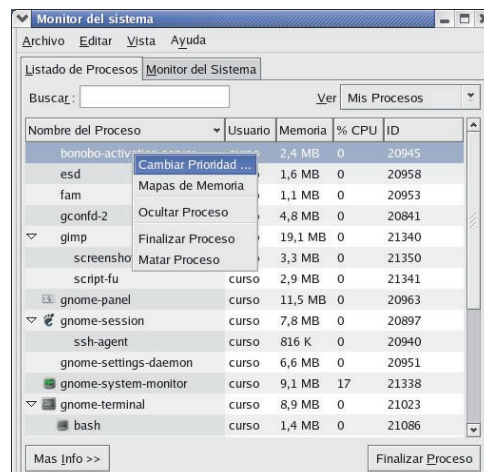 Monitor del sistema
Archivo Editar Vista Ayuda
Listado de Procesos Monitor del Sistema
Buscar: Ver Mis Procesos
Nombre del Proceso Usuario Memoria % CPU ID
bonobo-activation-server 2,4 MB 0 20945
esd 1,6 MB 0 20958
fam 1,1 MB 0 20953
gconfd-2 4,8 MB 0 20841
gimp 19,1 MB 0 21340
screensho 3,3 MB 0 21350
script-fu curso 2,9 MB 0 21341
gnome-panel curso 11,5 MB 0 20963
gnome-session curso 7,8 MB 0 20897
ssh-agent curso 816 K 0 20940
gnome-settings-daemon curso 6,6 MB 0 20951
gnome-system-monitor curso 9,1 MB 17 21338
gnome-terminal curso 8,9 MB 0 21023
bash curso 1,4 MB 0 21086
Cambiar Prioridad ...
Mapas de Memoria
Ocultar Proceso
Finalizar Proceso
Matar Proceso
Mas Info >> Finalizar Proceso